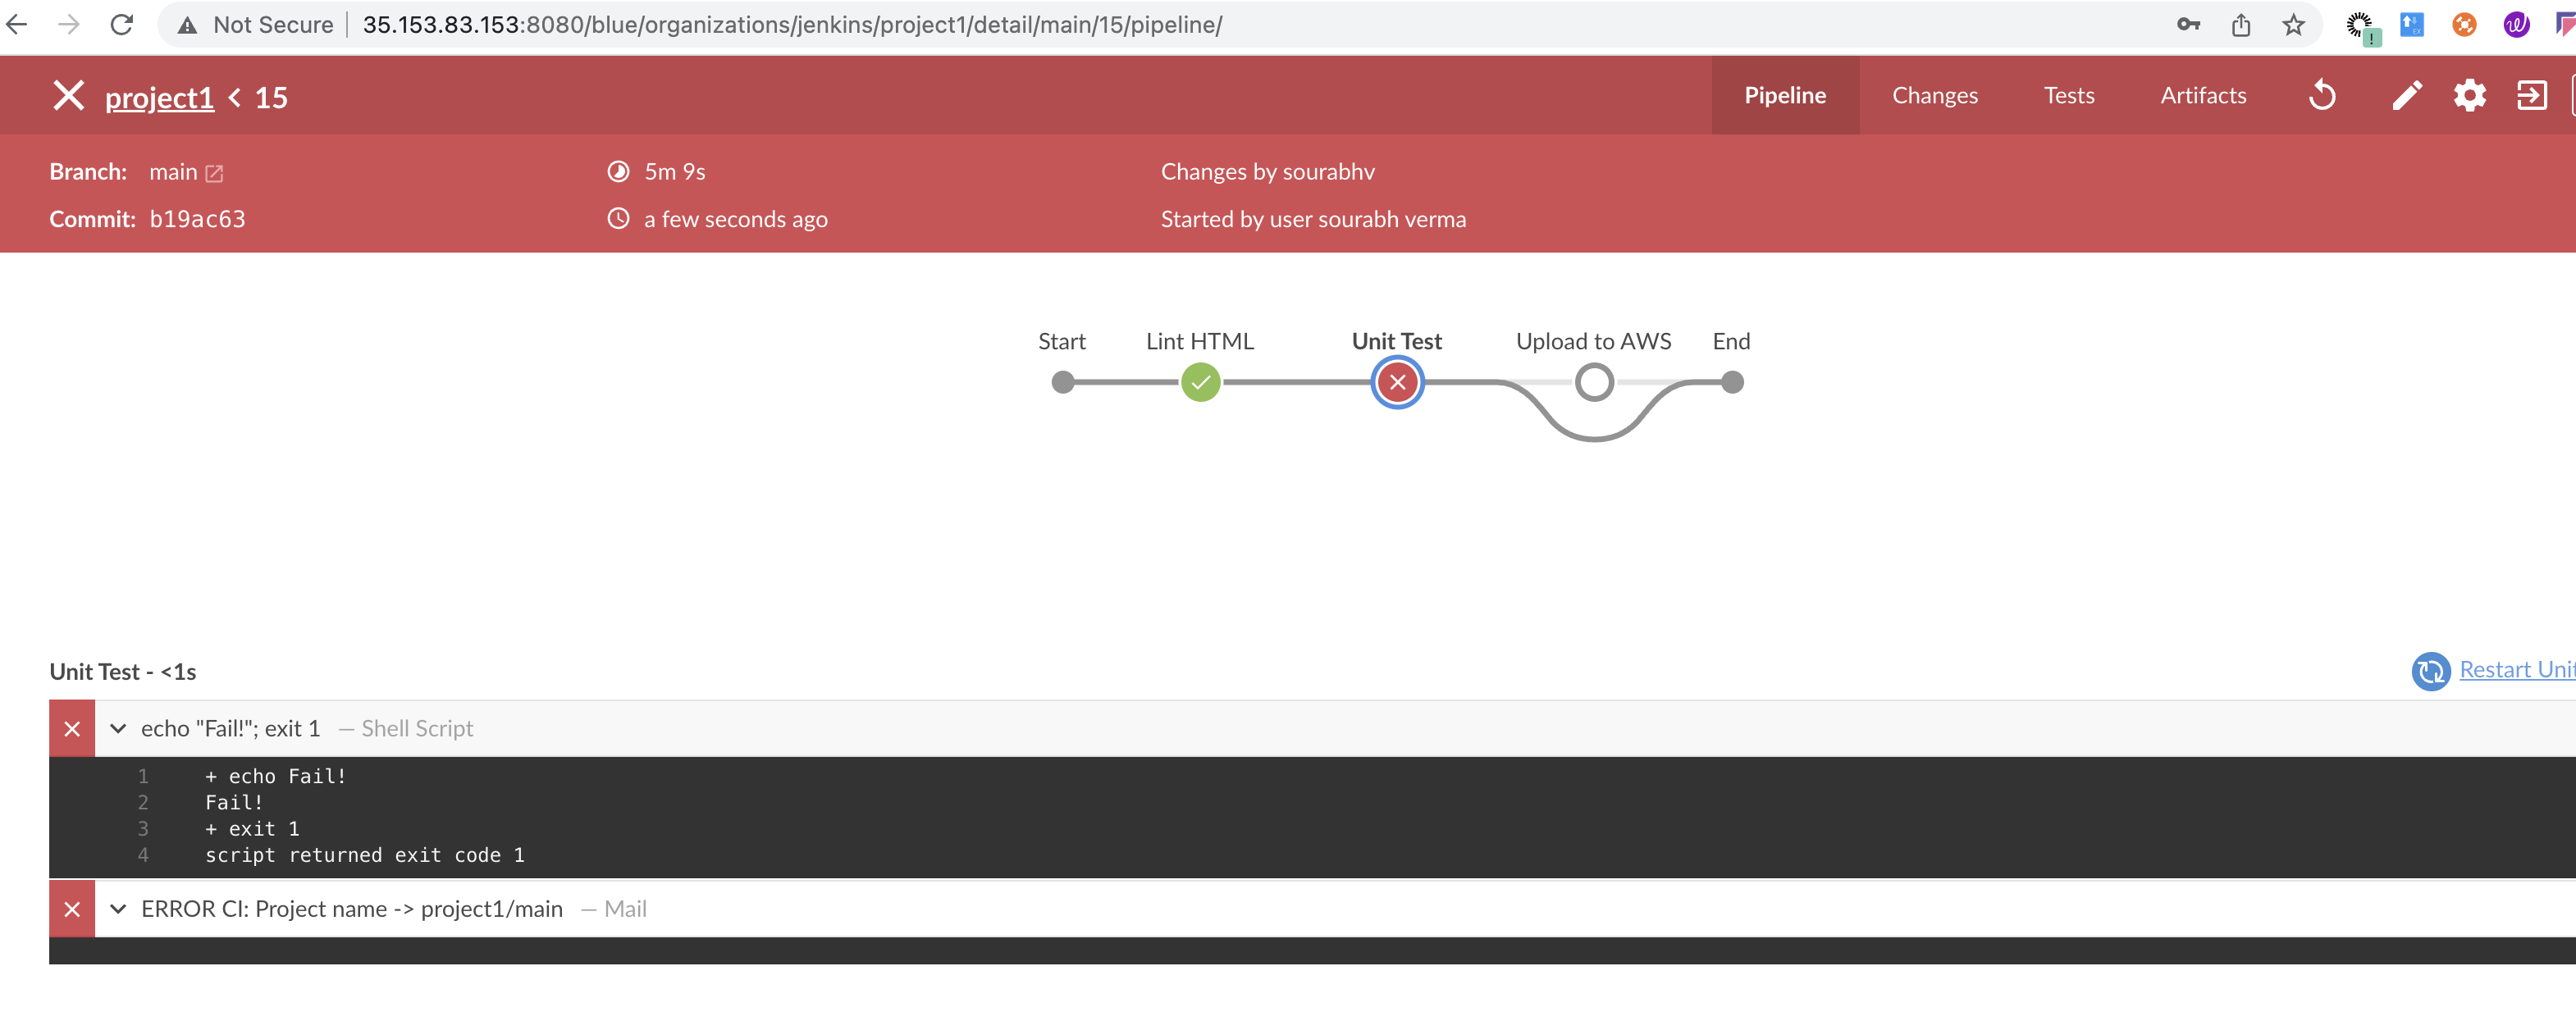 Not Secure 35.153.83.153:8080/blue/organizations/jenkins/project1/detail/main/15/pipeline/
project1 < 15 Pipeline Changes Tests Artifacts
Branch: main 5m 9s Changes by sourabhv
Commit: b19ac63 a few seconds ago Started by user sourabh verma
Start Lint HTML Unit Test Upload to AWS End
Unit Test - <1s Restart Unit
echo "Fail!"; exit 1 — Shell Script
1 + echo Fail!
2 Fail!
3 + exit 1
4 script returned exit code 1
ERROR CI: Project name -> project1/main — Mail